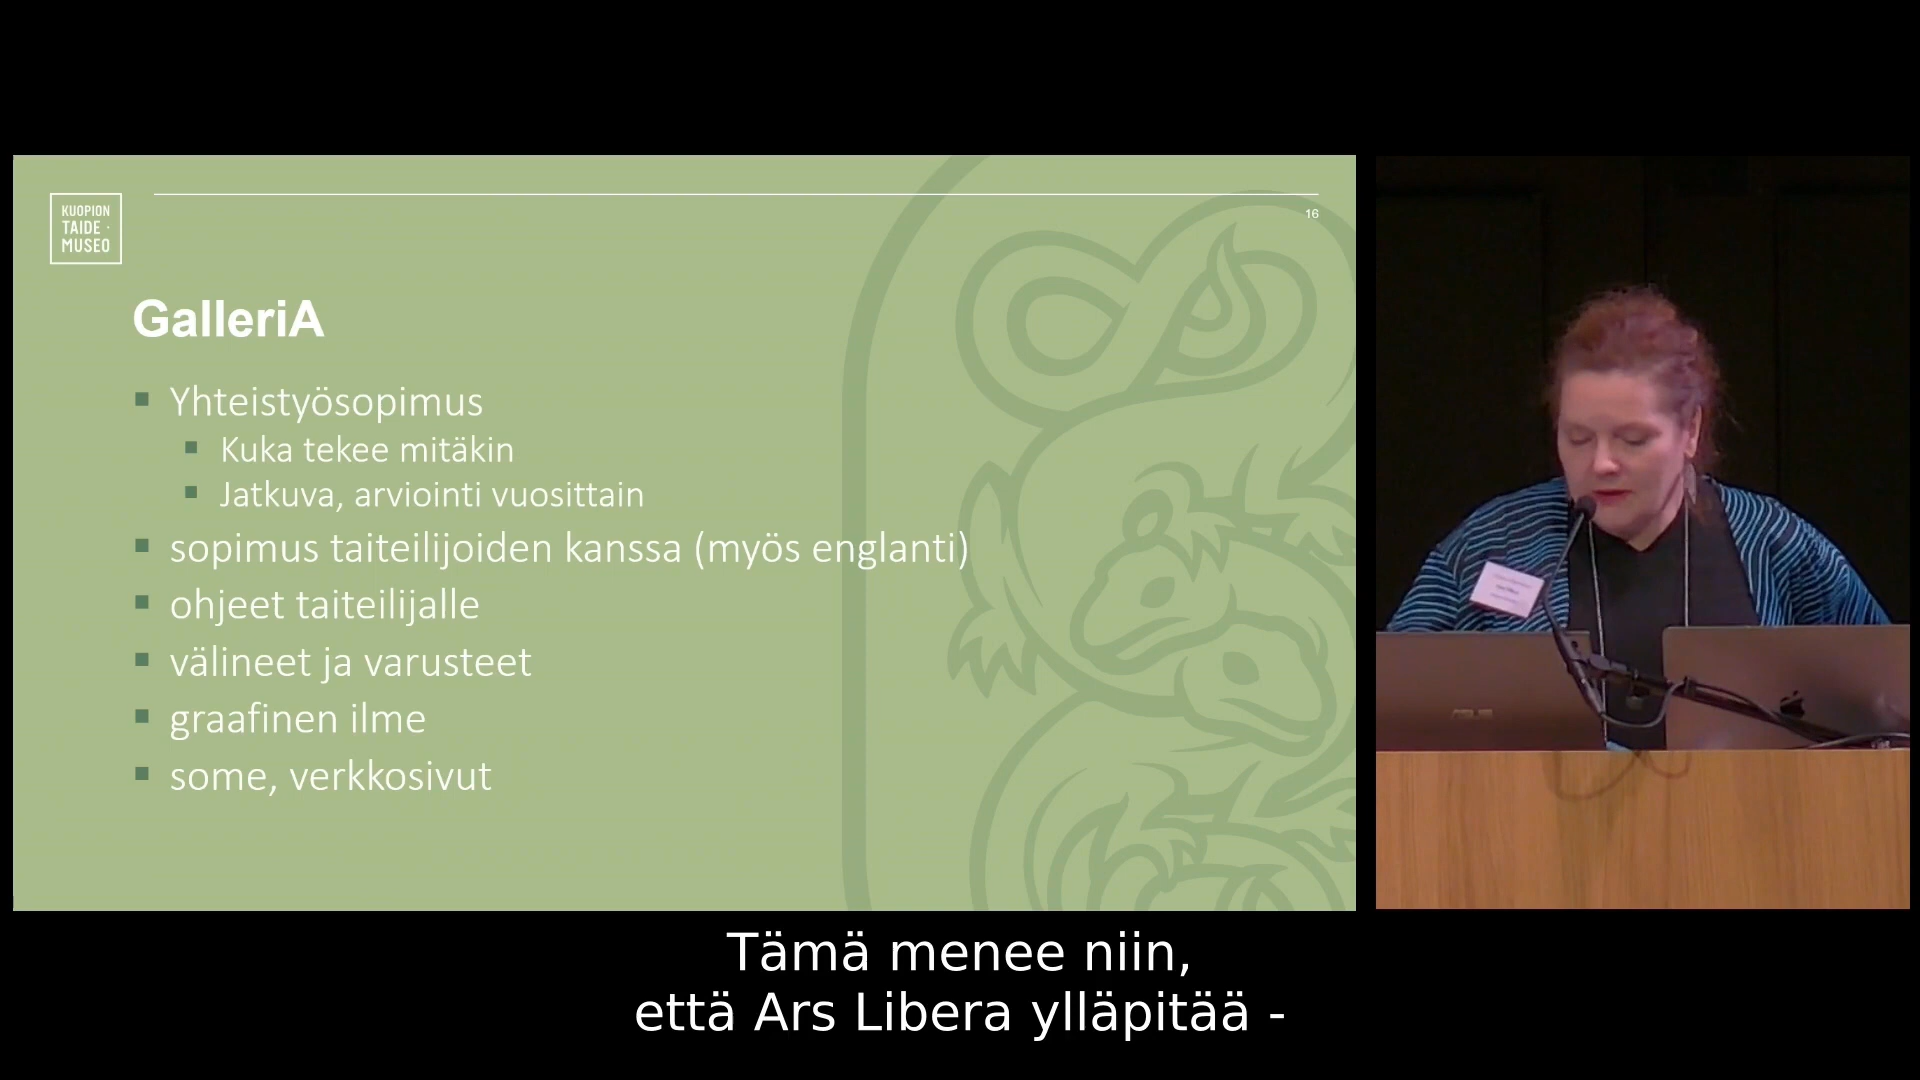 KUOPION
TAIDE ·
MUSEO
16
GalleriA
Yhteistyösopimus
Kuka tekee mitäkin
Jatkuva, arviointi vuosittain
sopimus taiteilijoiden kanssa (myös englanti)
ohjeet taiteilijalle
välineet ja varusteet
graafinen ilme
some, verkkosivut
ASUS
Tämä menee niin,
että Ars Libera ylläpitää -